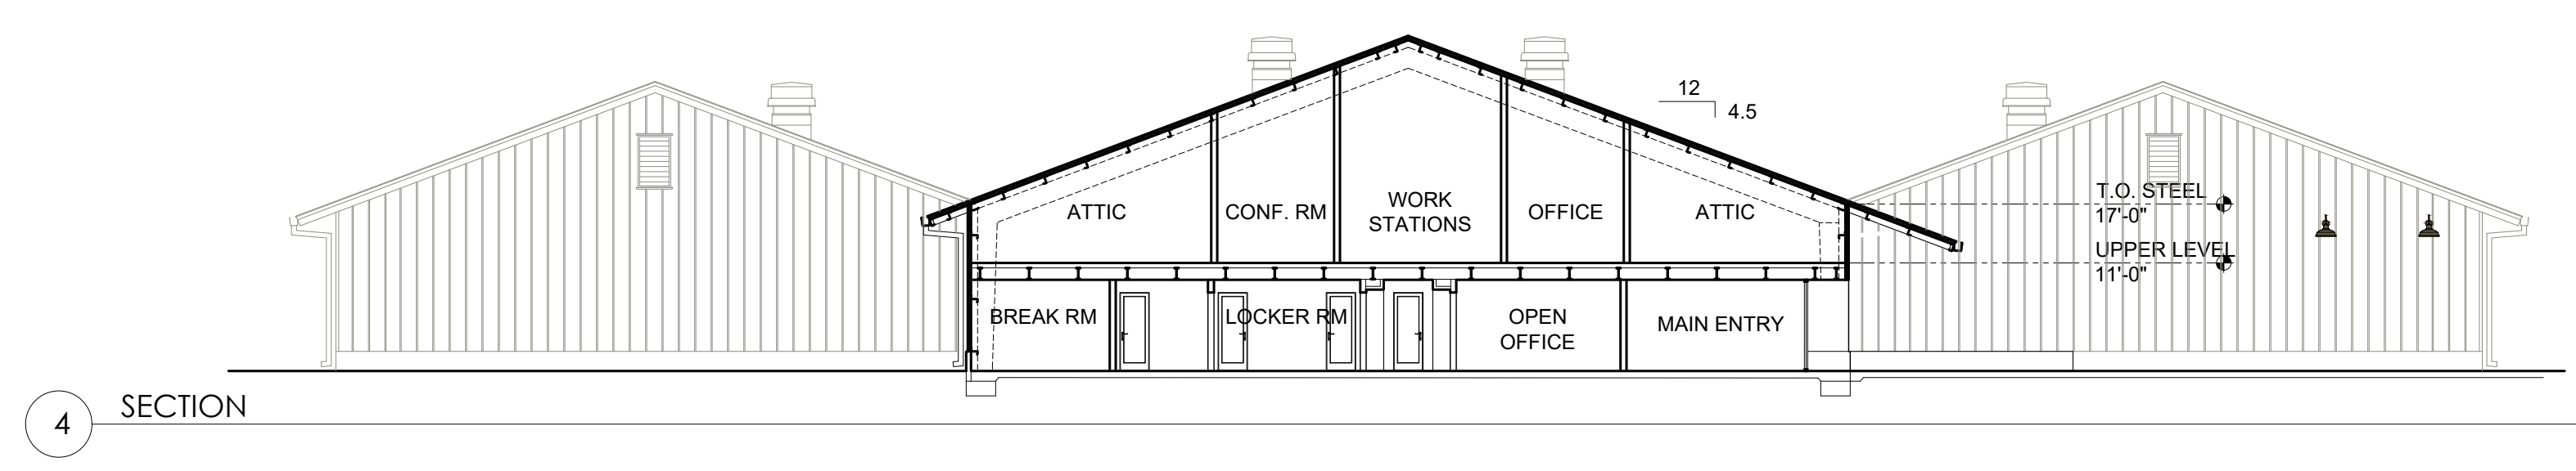 12
4.5
ATTIC
CONF. RM
WORK
STATIONS
OFFICE
ATTIC
T.O. STEEL
17'-0"
UPPER LEVEL
11'-0"
BREAK RM
LOCKER RM
OPEN
OFFICE
MAIN ENTRY
4
SECTION